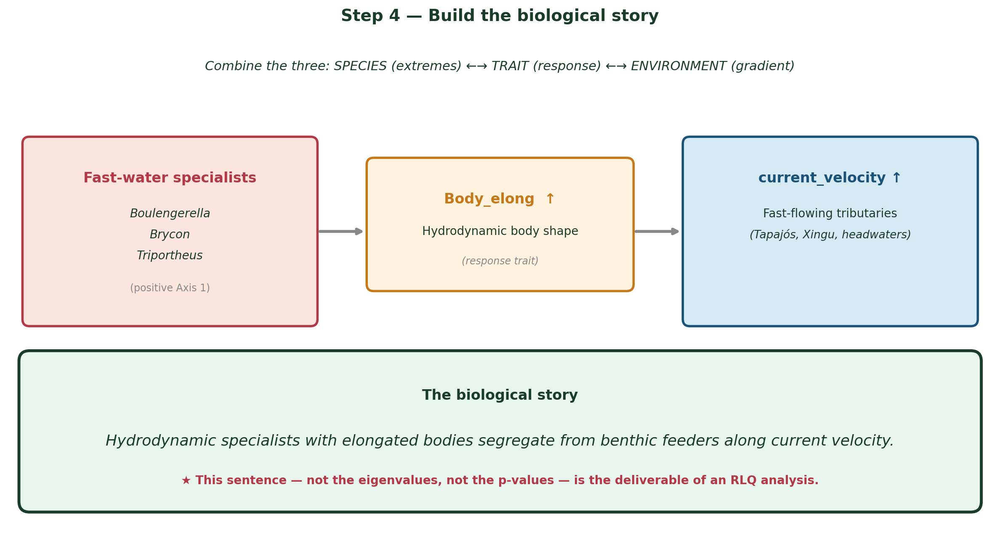 Step 4 — Build the biological story
Combine the three: SPECIES (extremes) ←→ TRAIT (response) ←→ ENVIRONMENT (gradient)
Fast-water specialists
Boulengerella
Brycon
Triportheus
(positive Axis 1)
Body_elong ↑
Hydrodynamic body shape
(response trait)
current_velocity ↑
Fast-flowing tributaries
(Tapajós, Xingu, headwaters)
The biological story
Hydrodynamic specialists with elongated bodies segregate from benthic feeders along current velocity.
★ This sentence — not the eigenvalues, not the p-values — is the deliverable of an RLQ analysis.